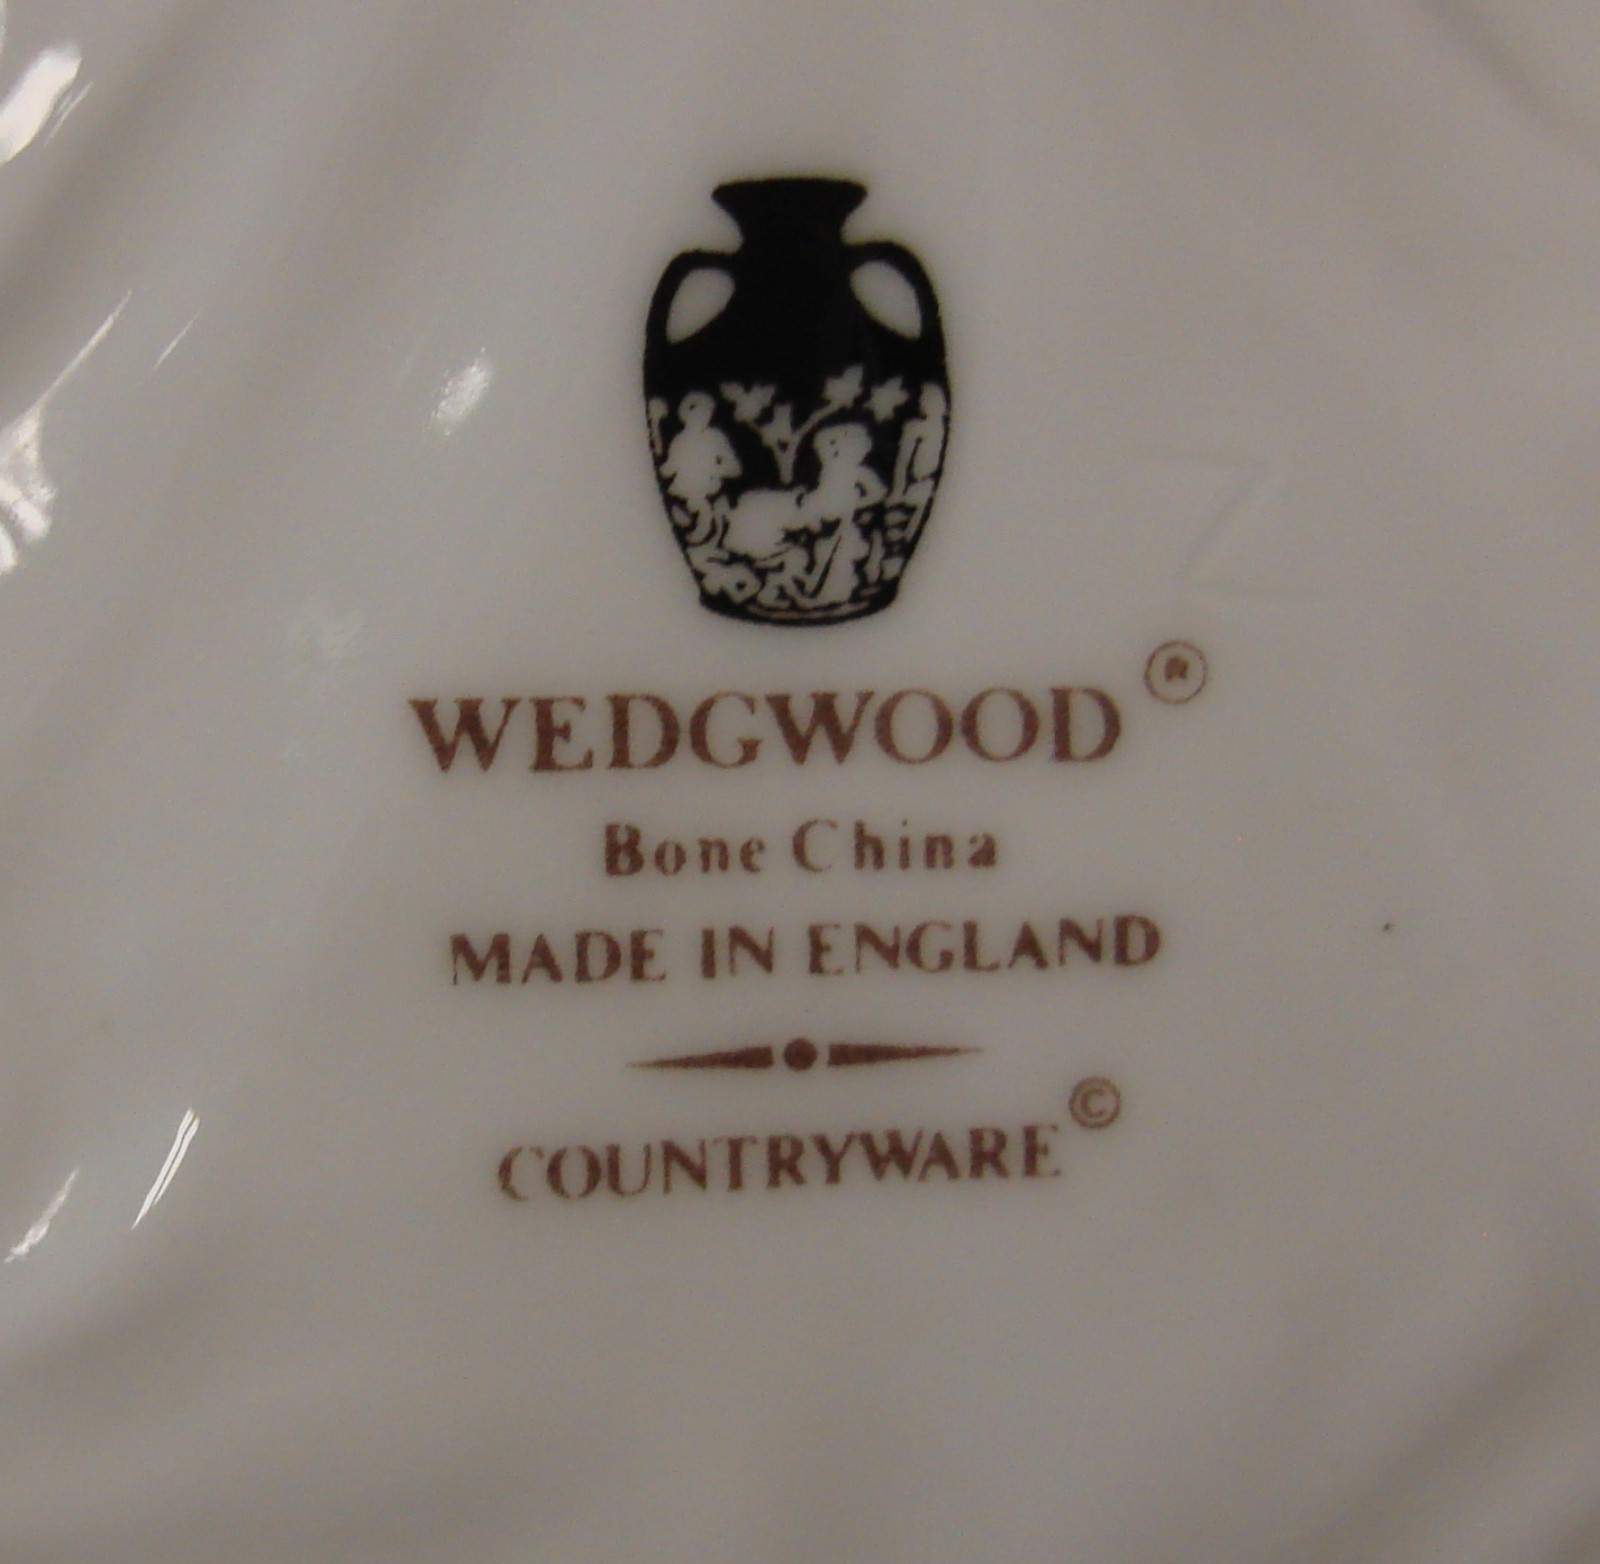 WEDGWOOD ®
Bone China
MADE IN ENGLAND
COUNTRYWARE ©